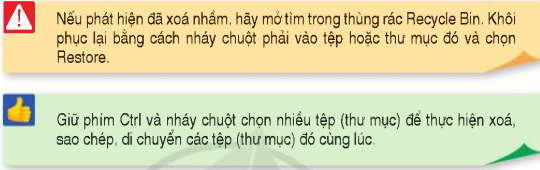 Nếu phát hiện đã xoá nhầm, hãy mở tìm trong thùng rác Recycle Bin. Khôi
phục lại bằng cách nháy chuột phải vào tệp hoặc thư mục đó và chọn
Restore.
Giữ phím Ctrl và nháy chuột chọn nhiều tệp (thư mục) để thực hiện xoá,
sao chép, di chuyển các tệp (thư mục) đó cùng lúc.